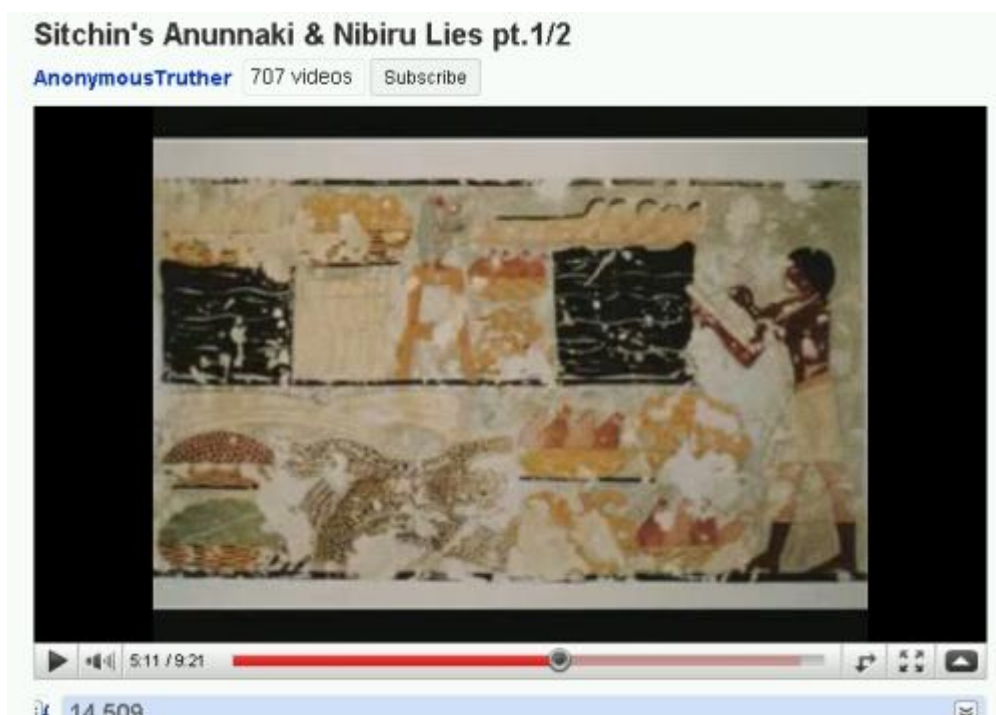 Sitchin's Anunnaki & Nibiru Lies pt.1/2
AnonymousTruther 707 videos Subscribe
5:11 / 9:21
14,509